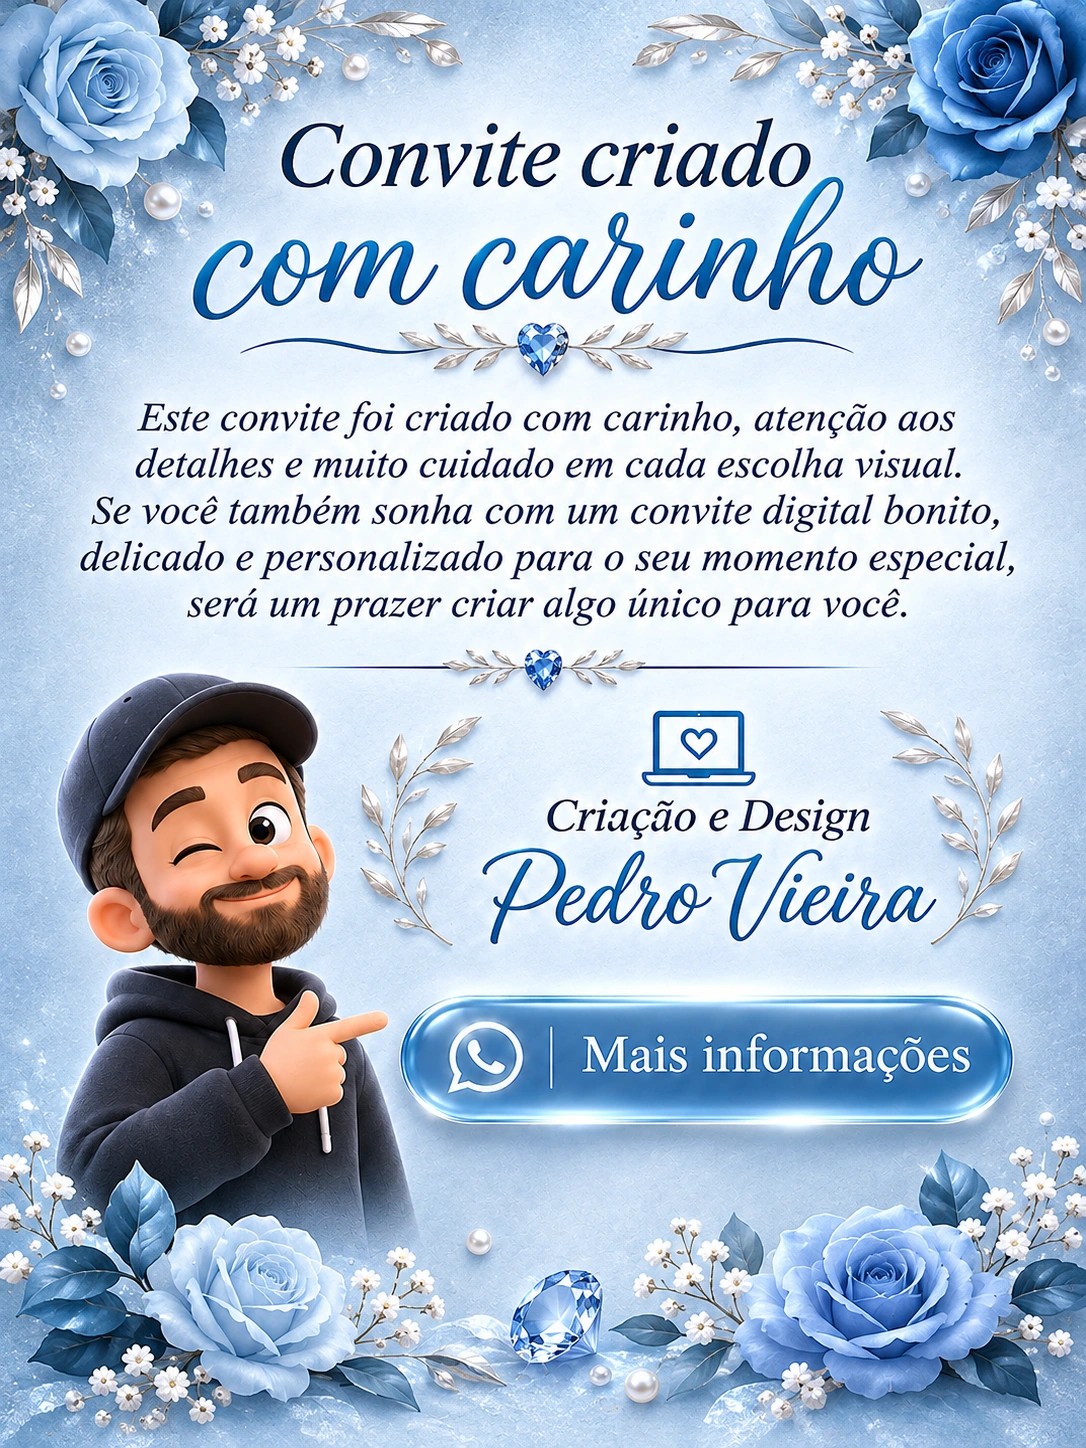 Convite criado
com carinho
Este convite foi criado com carinho, atenção aos
detalhes e muito cuidado em cada escolha visual.
Se você também sonha com um convite digital bonito,
delicado e personalizado para o seu momento especial,
será um prazer criar algo único para você.
Criação e Design
Pedro Vieira
Mais informações